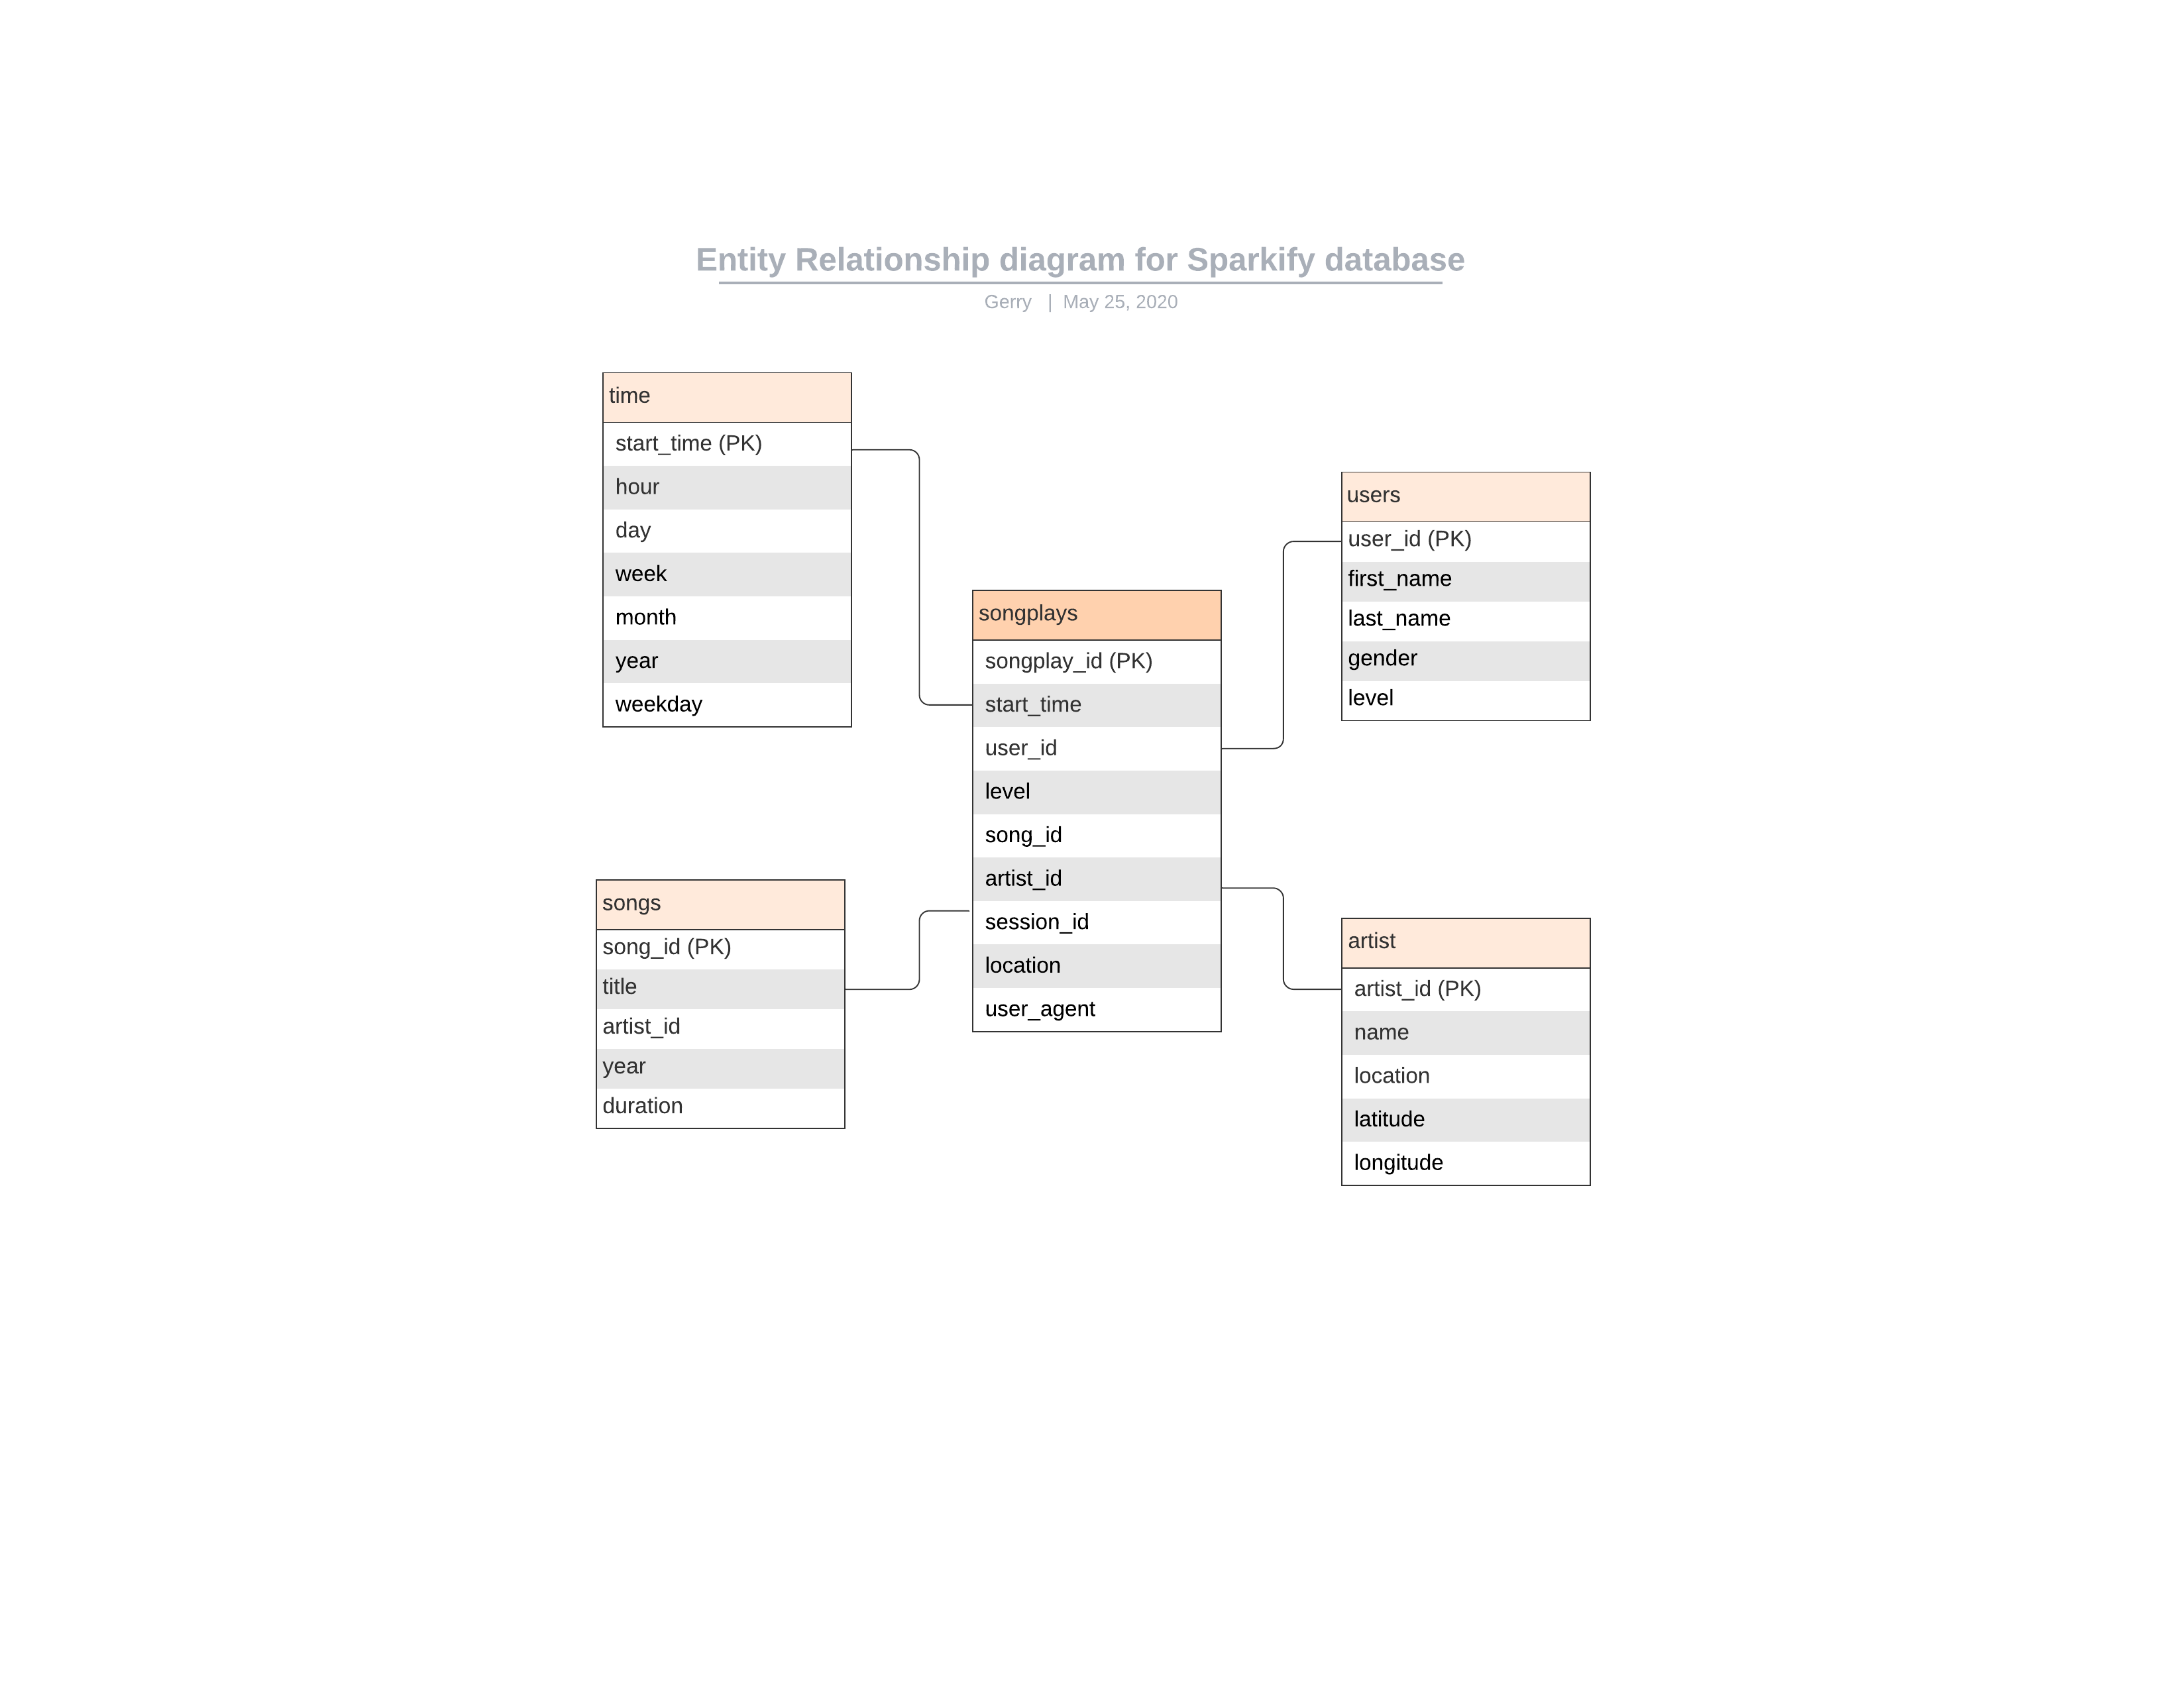 Entity Relationship diagram for Sparkify database
Gerry | May 25, 2020
time
start_time (PK)
hour
day
week
month
year
weekday
users
user_id (PK)
first_name
last_name
gender
level
songplays
songplay_id (PK)
start_time
user_id
level
song_id
artist_id
session_id
location
user_agent
songs
song_id (PK)
title
artist_id
year
duration
artist
artist_id (PK)
name
location
latitude
longitude